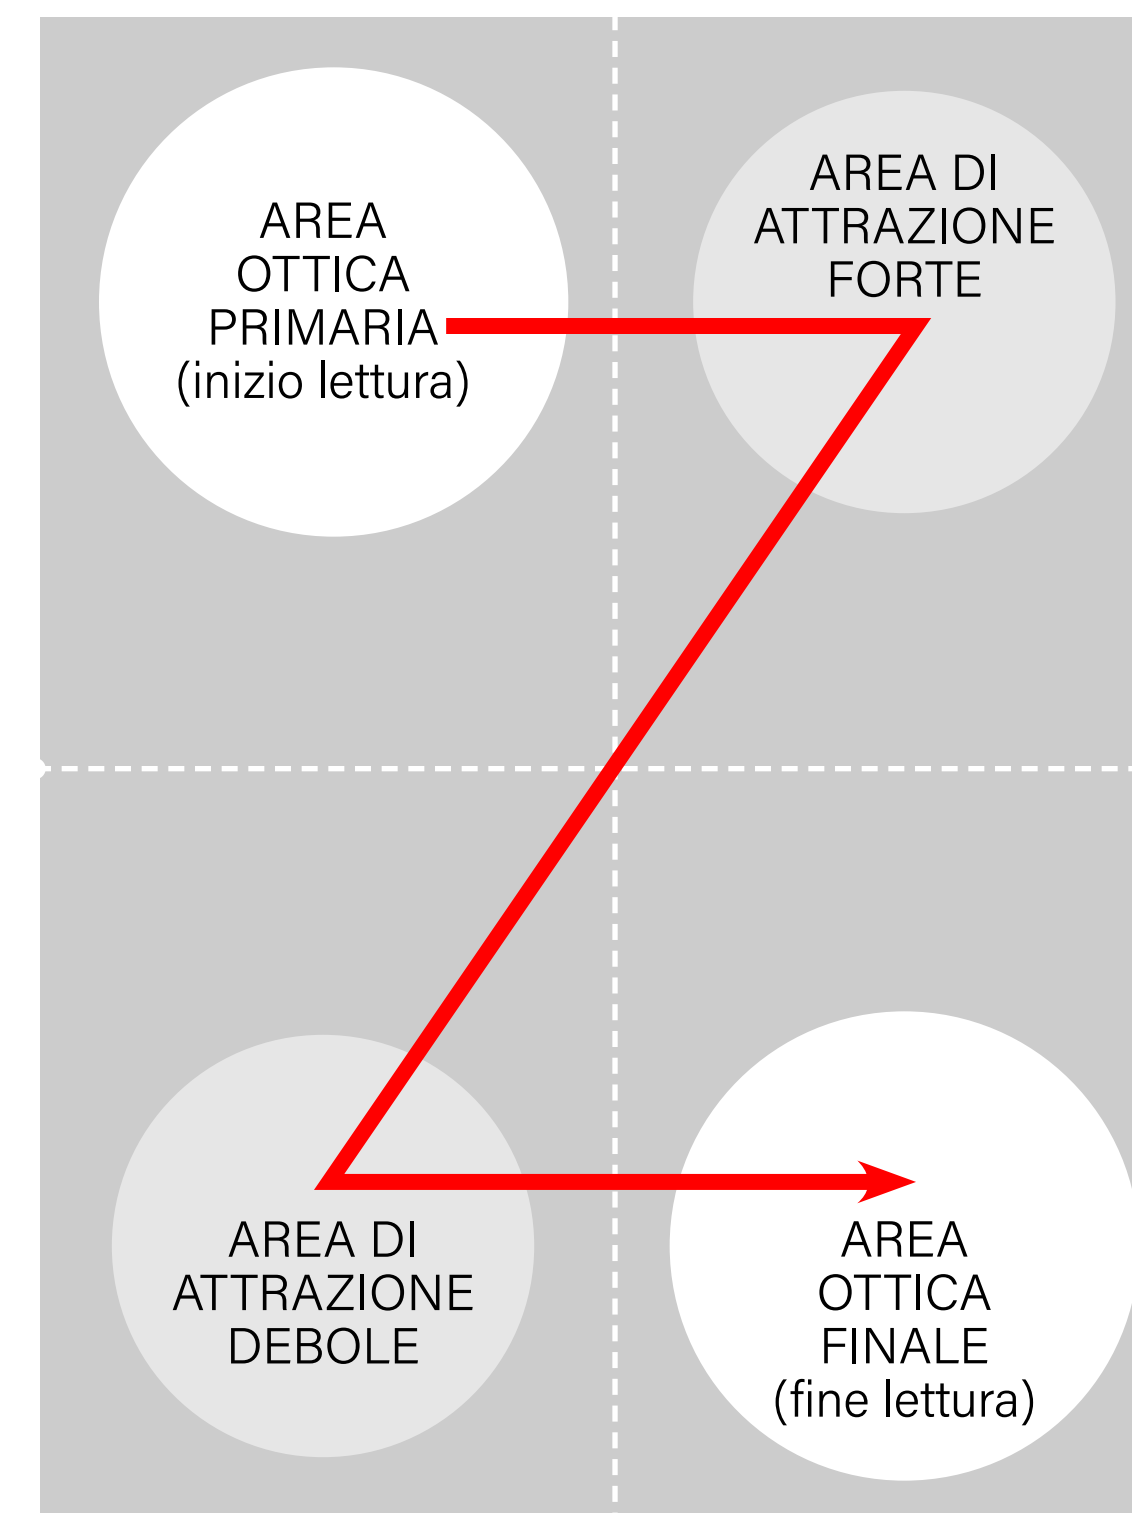 AREA
OTTICA
PRIMARIA
(inizio lettura)
AREA DI
ATTRAZIONE
FORTE
AREA DI
ATTRAZIONE
DEBOLE
AREA
OTTICA
FINALE
(fine lettura)